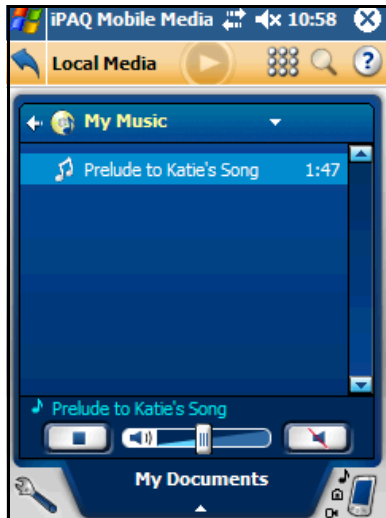 iPAQ Mobile Media 10:58
Local Media ?
My Music
Prelude to Katie's Song 1:47
Prelude to Katie's Song
My Documents